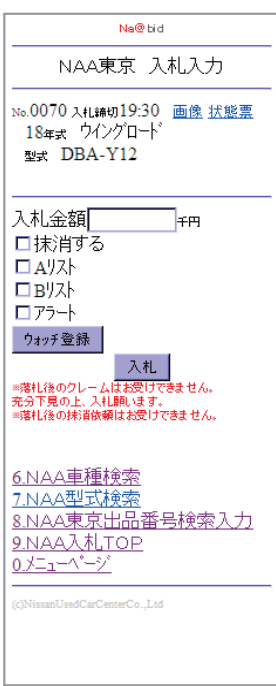 Na@bid
NAA東京 入札入力
No.0070 入札締切19:30 画像 状態票
18年式 ウイングロード
型式 DBA-Y12
入札金額 千円
抹消する
Aリスト
Bリスト
アラート
ウォッチ登録
入札
※落札後のクレームはお受けできません。
充分下見の上、入札願います。
※落札後の抹消依頼はお受けできません。
6.NAA車種検索
7.NAA型式検索
8.NAA東京出品番号検索入力
9.NAA入札TOP
0.メニューページ
(c)NissanUsedCarCenterCo.,Ltd